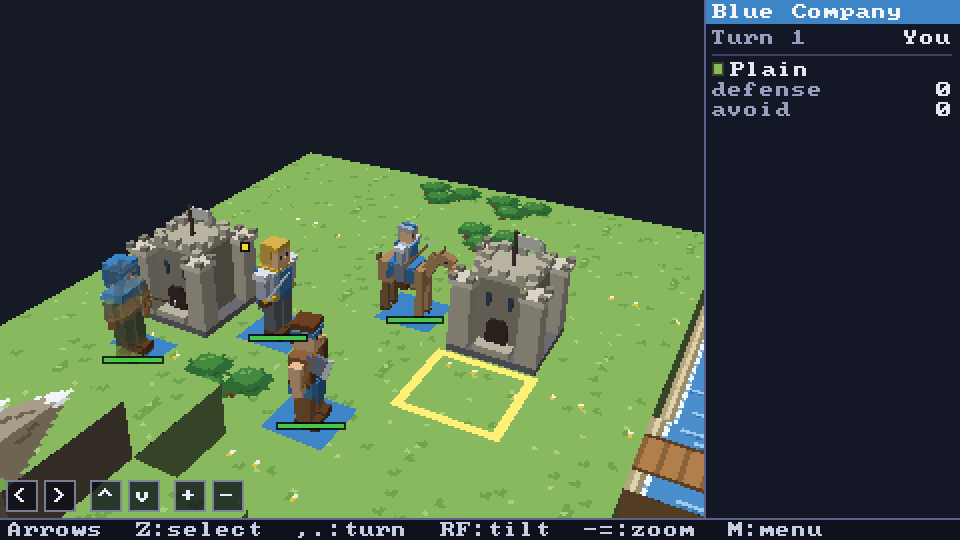 Blue Company
Turn 1 You
Plain
defense 0
avoid 0
< > ^ v + -
Arrows Z:select ,.:turn RF:tilt -=:zoom M:menu